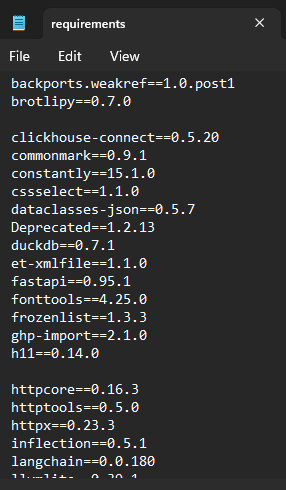 requirements
File Edit View
backports.weakref==1.0.post1
brotlipy==0.7.0
clickhouse-connect==0.5.20
commonmark==0.9.1
constantly==15.1.0
cssselect==1.1.0
dataclasses-json==0.5.7
Deprecated==1.2.13
duckdb==0.7.1
et-xmlfile==1.1.0
fastapi==0.95.1
fonttools==4.25.0
frozenlist==1.3.3
ghp-import==2.1.0
h11==0.14.0
httpcore==0.16.3
httptools==0.5.0
httpx==0.23.3
inflection==0.5.1
langchain==0.0.180